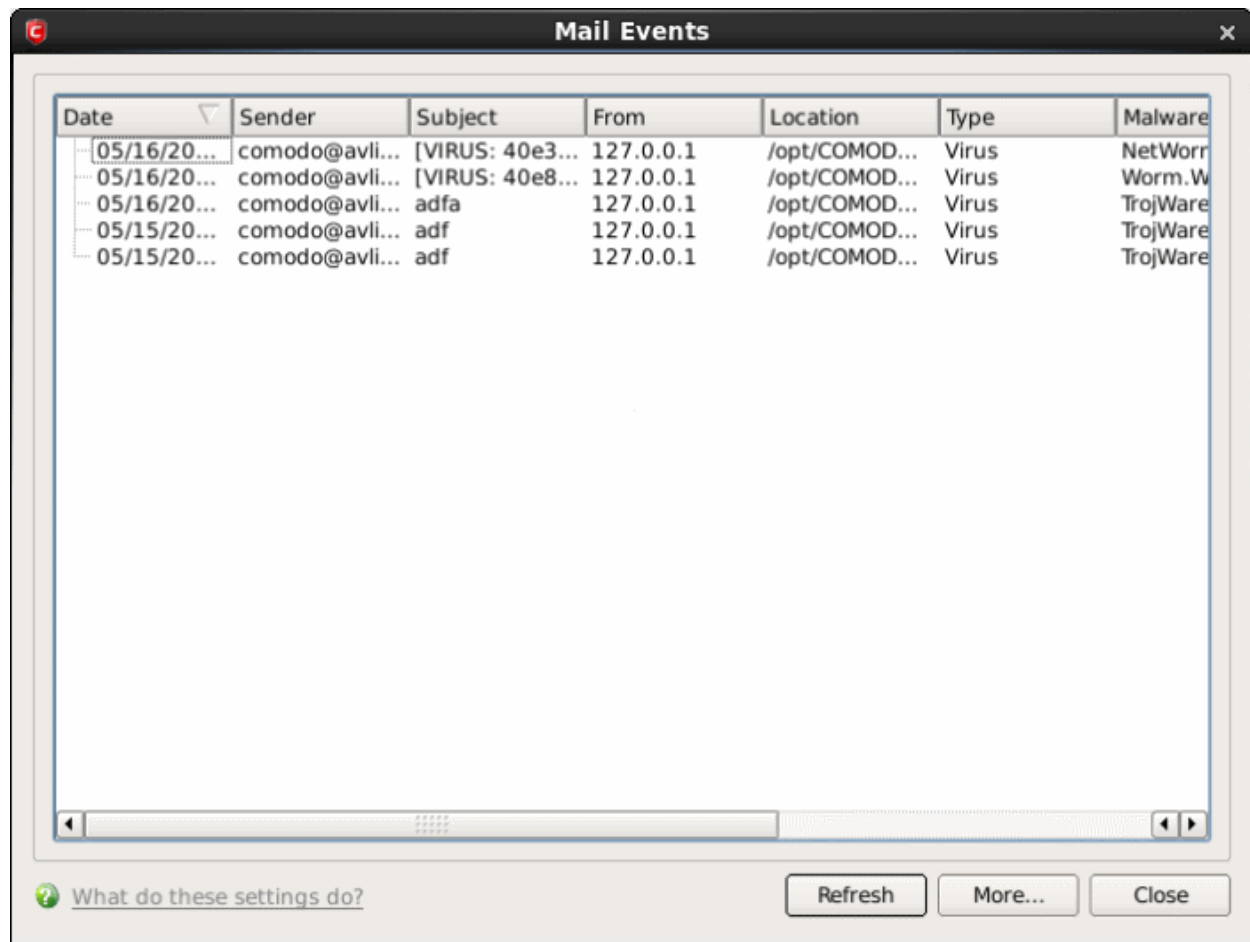 Mail Events
Date Sender Subject From Location Type Malware
05/16/20... comodo@avli... [VIRUS: 40e3... 127.0.0.1 /opt/COMOD... Virus NetWorr
05/16/20... comodo@avli... [VIRUS: 40e8... 127.0.0.1 /opt/COMOD... Virus Worm.W
05/16/20... comodo@avli... adfa 127.0.0.1 /opt/COMOD... Virus TrojWare
05/15/20... comodo@avli... adf 127.0.0.1 /opt/COMOD... Virus TrojWare
05/15/20... comodo@avli... adf 127.0.0.1 /opt/COMOD... Virus TrojWare
What do these settings do? Refresh More... Close